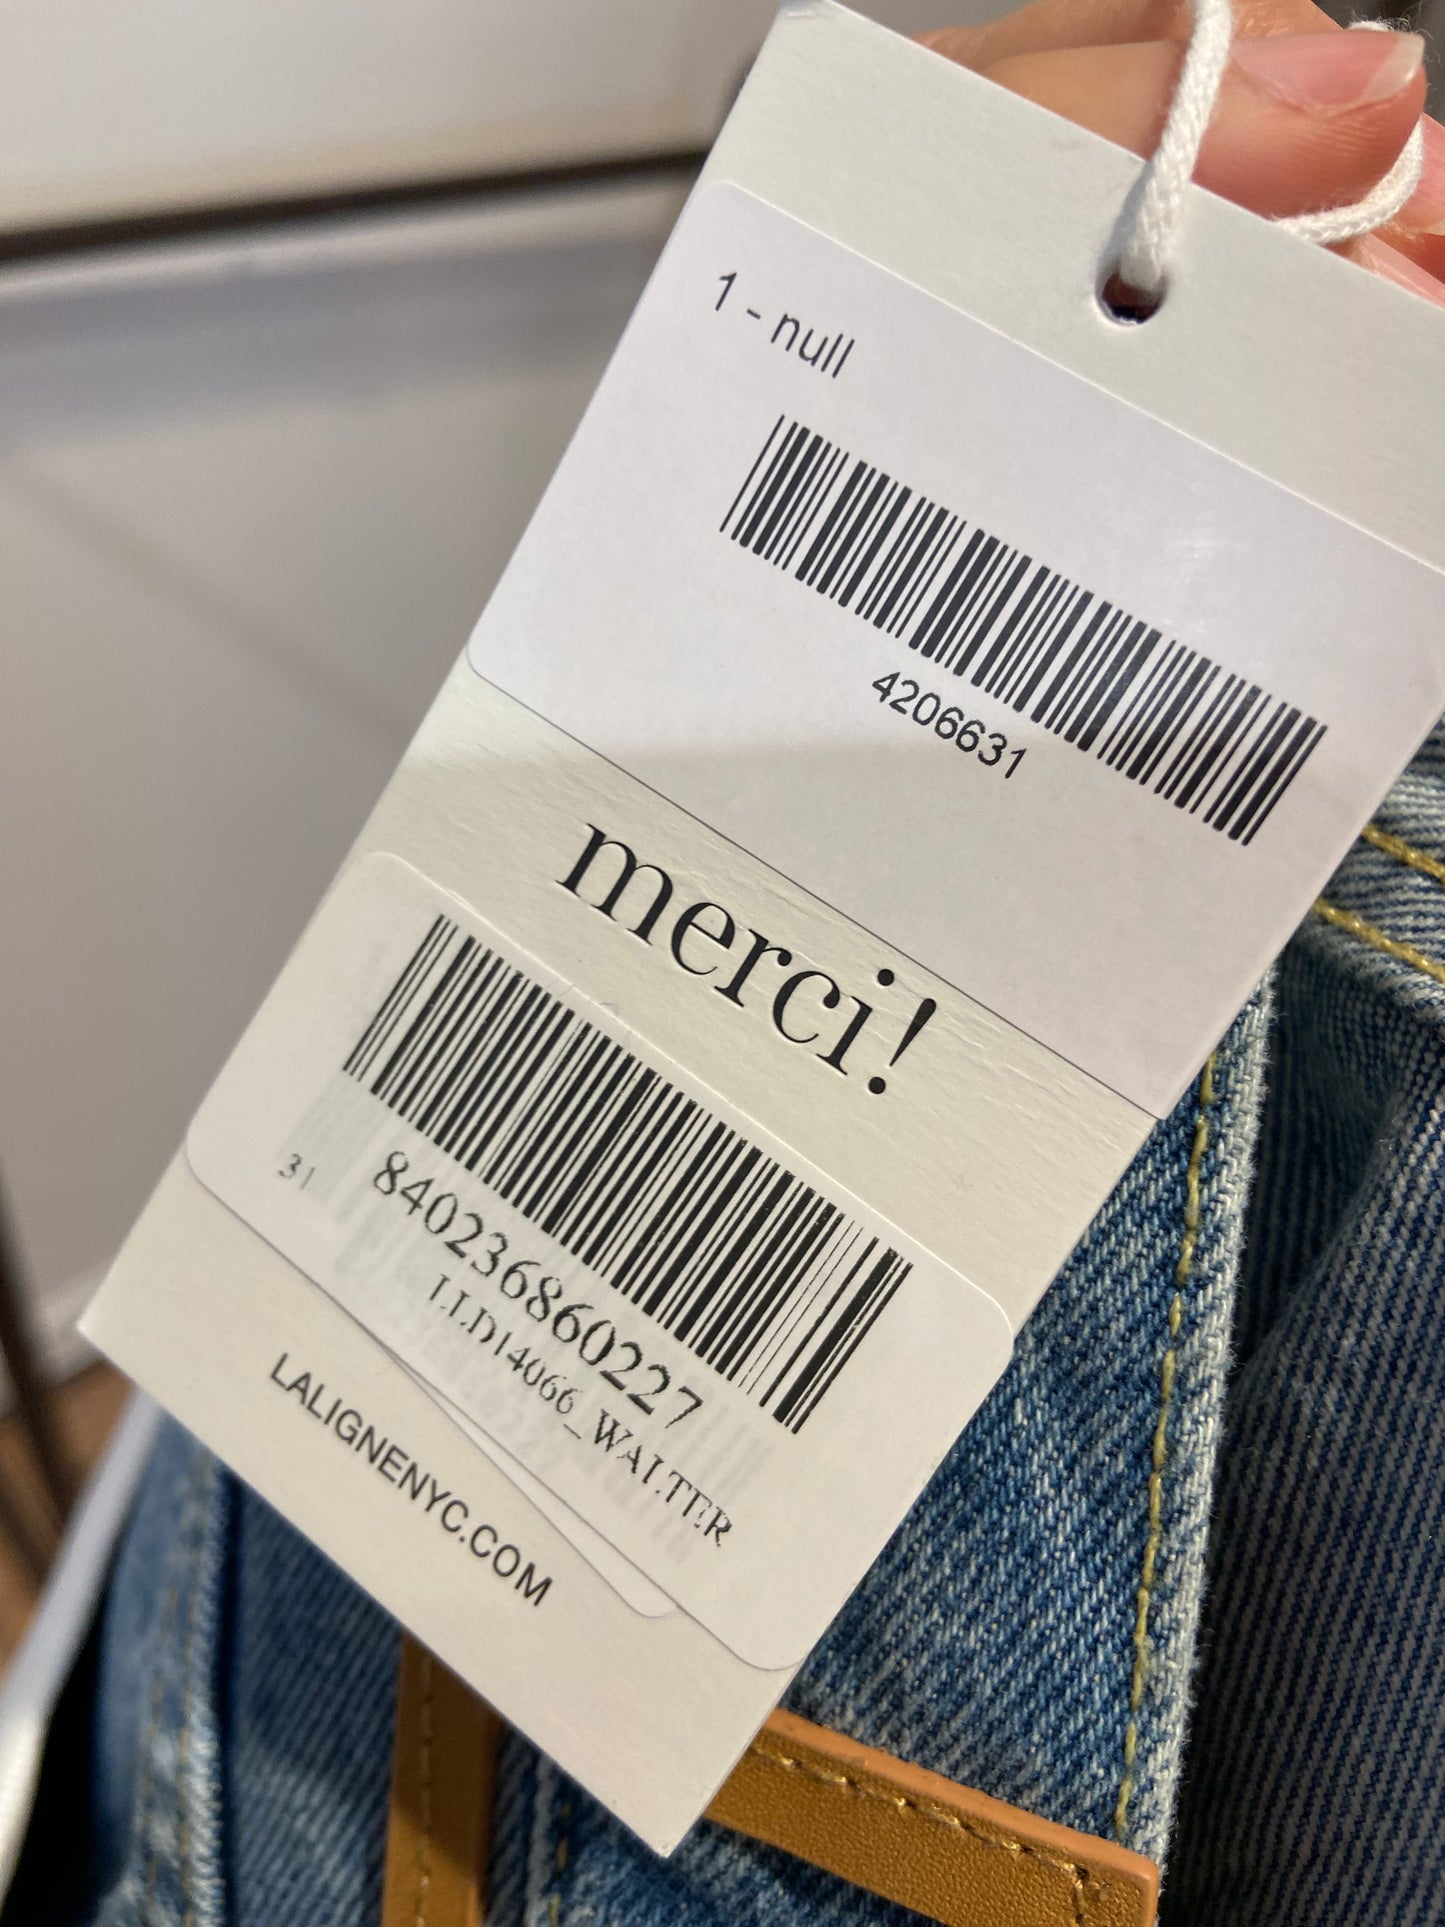 1 - null
4206631
merci!
31
840236860227
LLD14066_WALTER
LALIGNENYC.COM